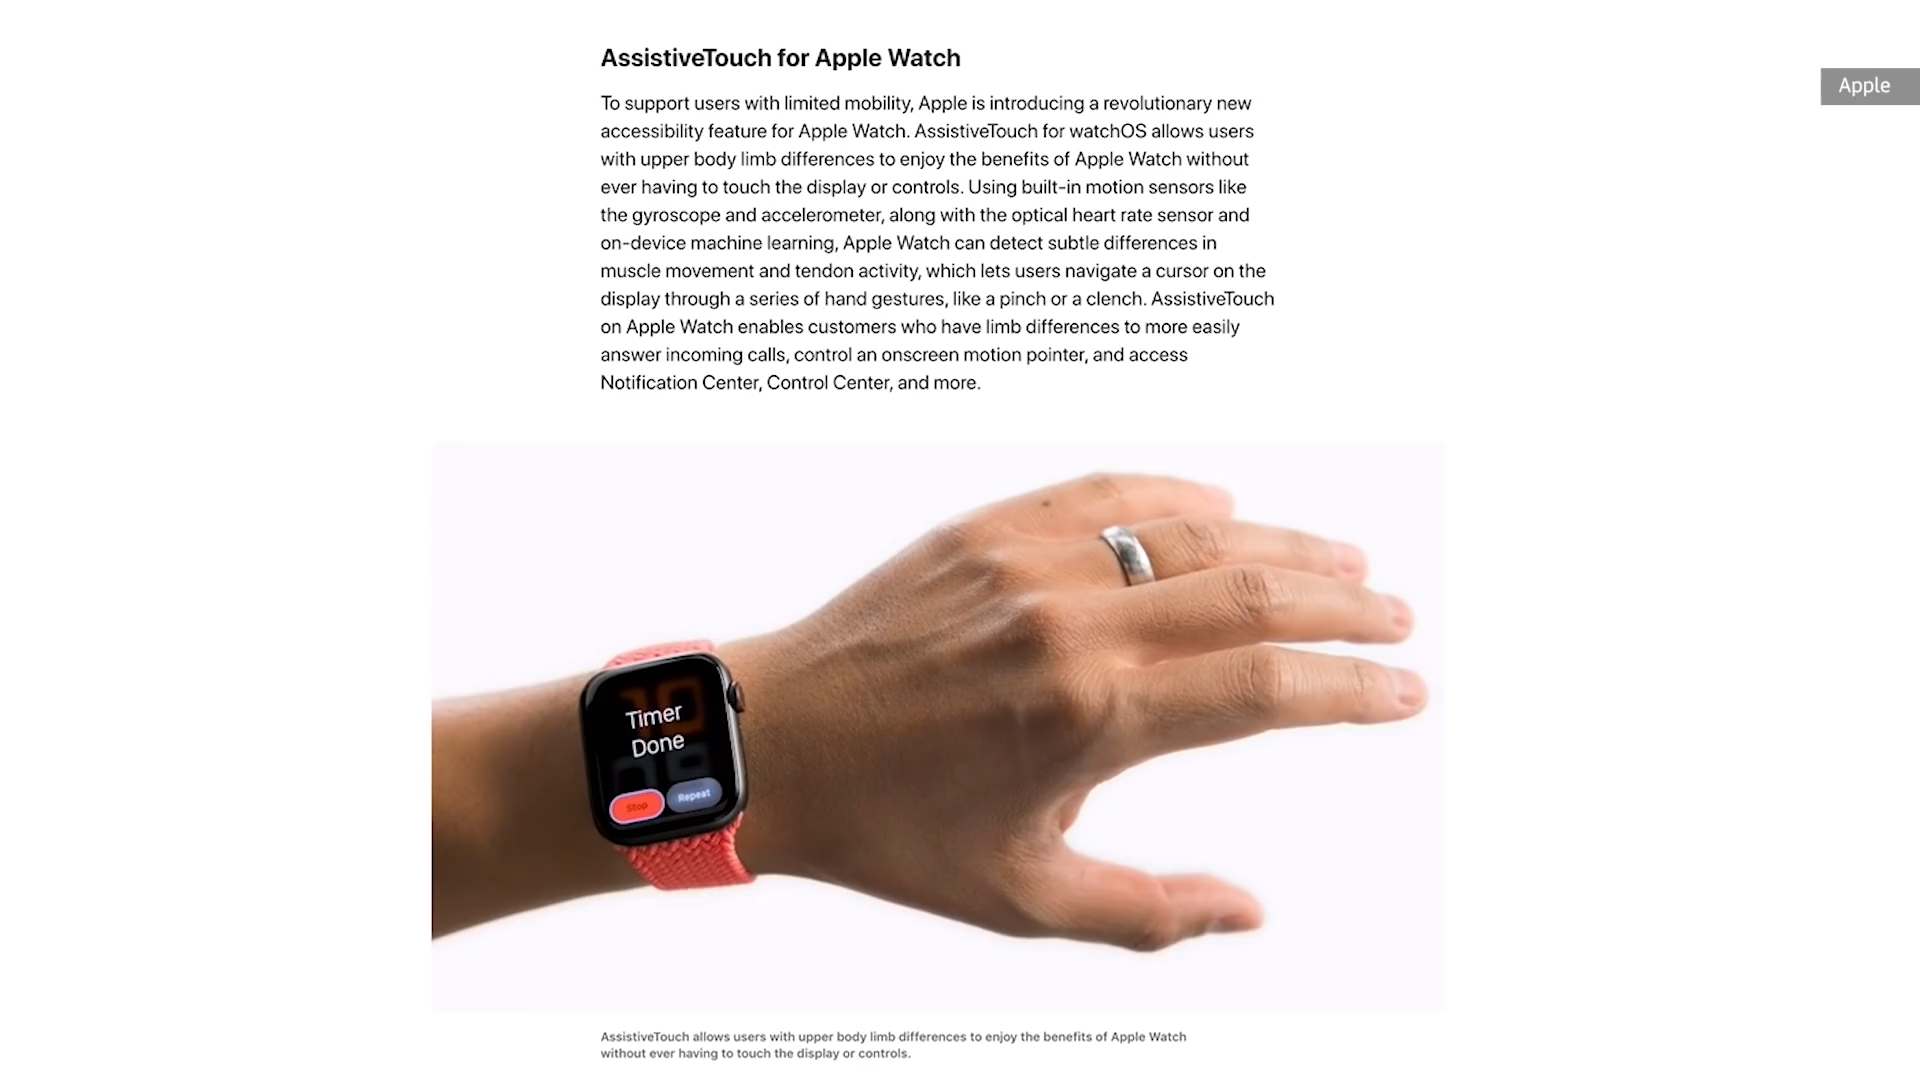 AssistiveTouch for Apple Watch
Apple
To support users with limited mobility, Apple is introducing a revolutionary new
accessibility feature for Apple Watch. AssistiveTouch for watchOS allows users
with upper body limb differences to enjoy the benefits of Apple Watch without
ever having to touch the display or controls. Using built-in motion sensors like
the gyroscope and accelerometer, along with the optical heart rate sensor and
on-device machine learning, Apple Watch can detect subtle differences in
muscle movement and tendon activity, which lets users navigate a cursor on the
display through a series of hand gestures, like a pinch or a clench. AssistiveTouch
on Apple Watch enables customers who have limb differences to more easily
answer incoming calls, control an onscreen motion pointer, and access
Notification Center, Control Center, and more.
10
Timer
Done
Stop
Repeat
AssistiveTouch allows users with upper body limb differences to enjoy the benefits of Apple Watch
without ever having to touch the display or controls.